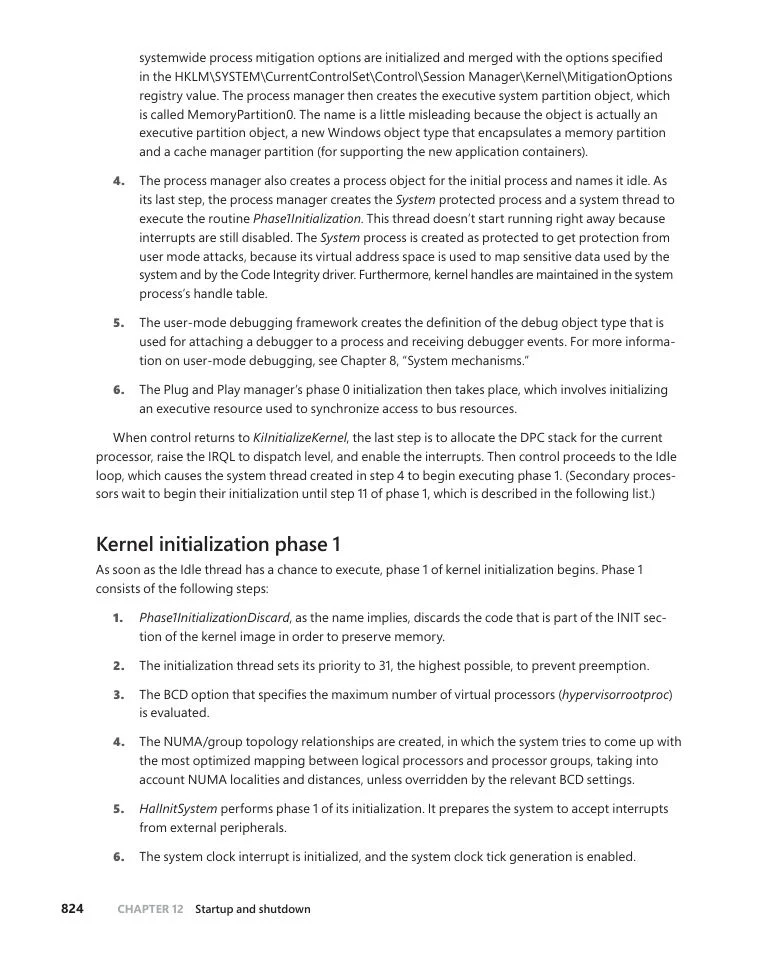 systemwide process mitigation options are initialized and merged with the options specified
in the HKLM\SYSTEM\CurrentControlSet\Control\Session Manager\Kernel\MitigationOptions
registry value. The process manager then creates the executive system partition object, which
is called MemoryPartition0. The name is a little misleading because the object is actually an
executive partition object, a new Windows object type that encapsulates a memory partition
and a cache manager partition (for supporting the new application containers).
4. The process manager also creates a process object for the initial process and names it idle. As
its last step, the process manager creates the System protected process and a system thread to
execute the routine Phase1Initialization. This thread doesn't start running right away because
interrupts are still disabled. The System process is created as protected to get protection from
user mode attacks, because its virtual address space is used to map sensitive data used by the
system and by the Code Integrity driver. Furthermore, kernel handles are maintained in the system
process's handle table.
5. The user-mode debugging framework creates the definition of the debug object type that is
used for attaching a debugger to a process and receiving debugger events. For more informa-
tion on user-mode debugging, see Chapter 8, “System mechanisms.”
6. The Plug and Play manager's phase 0 initialization then takes place, which involves initializing
an executive resource used to synchronize access to bus resources.
When control returns to KiInitializeKernel, the last step is to allocate the DPC stack for the current
processor, raise the IRQL to dispatch level, and enable the interrupts. Then control proceeds to the Idle
loop, which causes the system thread created in step 4 to begin executing phase 1. (Secondary proces-
sors wait to begin their initialization until step 11 of phase 1, which is described in the following list.)
Kernel initialization phase 1
As soon as the Idle thread has a chance to execute, phase 1 of kernel initialization begins. Phase 1
consists of the following steps:
1. Phase1InitializationDiscard, as the name implies, discards the code that is part of the INIT sec-
tion of the kernel image in order to preserve memory.
2. The initialization thread sets its priority to 31, the highest possible, to prevent preemption.
3. The BCD option that specifies the maximum number of virtual processors (hypervisorrootproc)
is evaluated.
4. The NUMA/group topology relationships are created, in which the system tries to come up with
the most optimized mapping between logical processors and processor groups, taking into
account NUMA localities and distances, unless overridden by the relevant BCD settings.
5. HalInitSystem performs phase 1 of its initialization. It prepares the system to accept interrupts
from external peripherals.
6. The system clock interrupt is initialized, and the system clock tick generation is enabled.
824 CHAPTER 12 Startup and shutdown